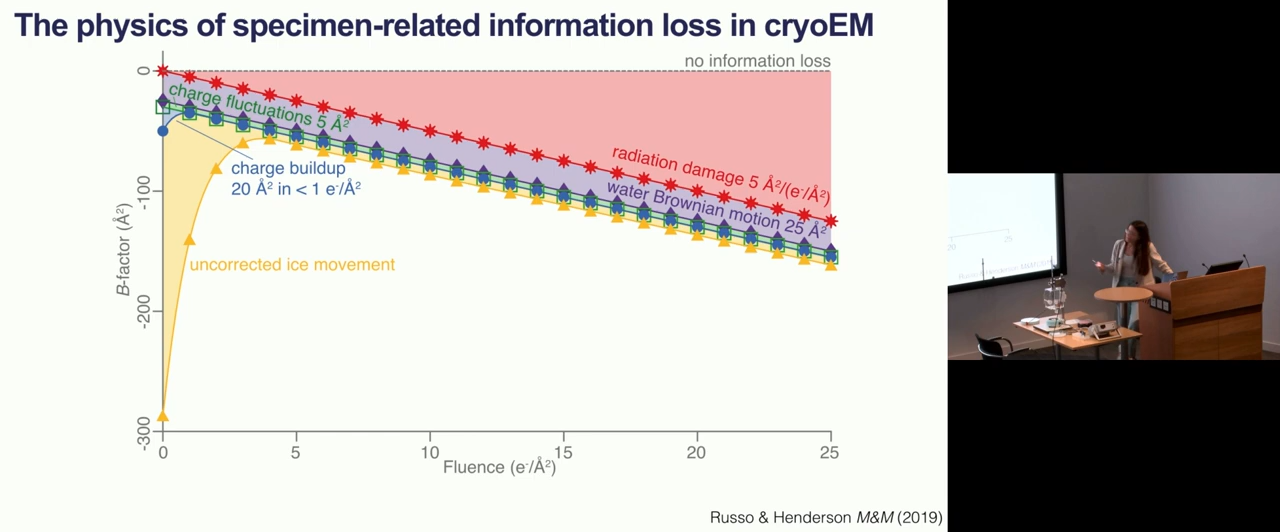 The physics of specimen-related information loss in cryoEM
no information loss
0
-100
-200
-300
B-factor (Å²)
charge fluctuations 5 Å²
charge buildup
20 Å² in < 1 e⁻/Å²
radiation damage 5 Å²/(e⁻/Å²)
water Brownian motion 25 Å²
uncorrected ice movement
0 5 10 15 20 25
Fluence (e⁻/Å²)
Russo & Henderson M&M (2019)
20 25